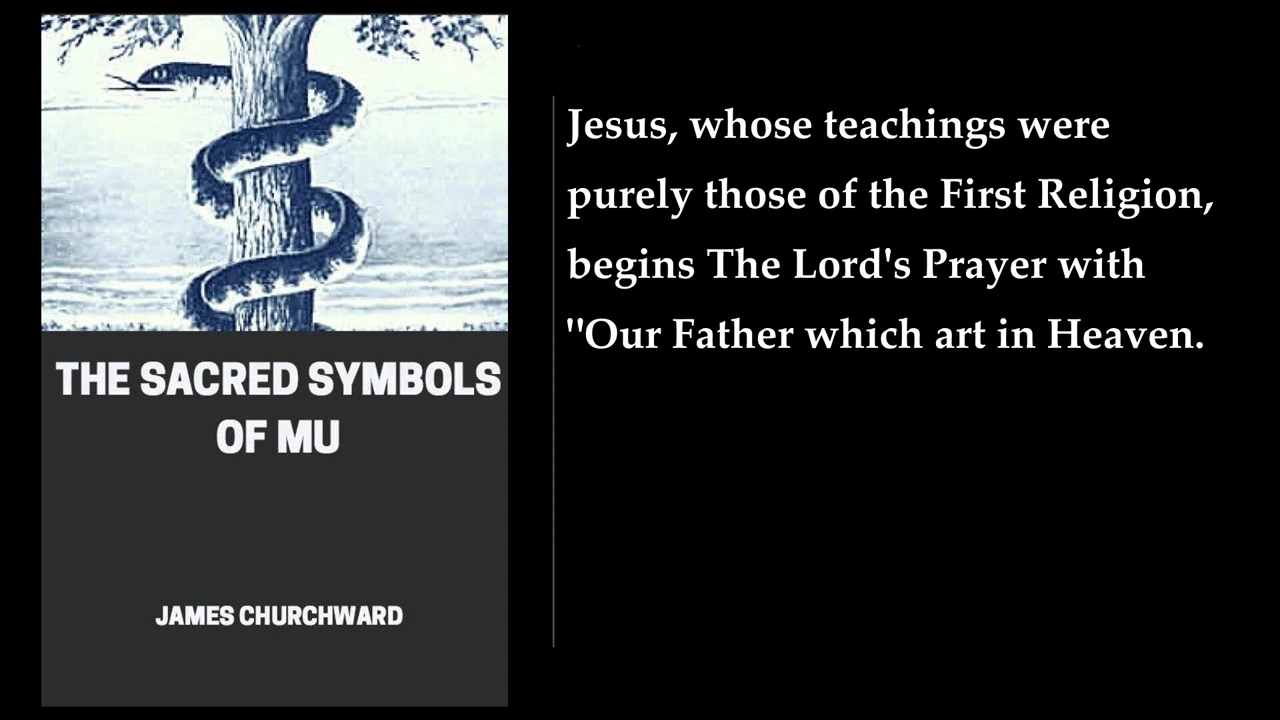 THE SACRED SYMBOLS
OF MU
JAMES CHURCHWARD
Jesus, whose teachings were
purely those of the First Religion,
begins The Lord's Prayer with
"Our Father which art in Heaven.